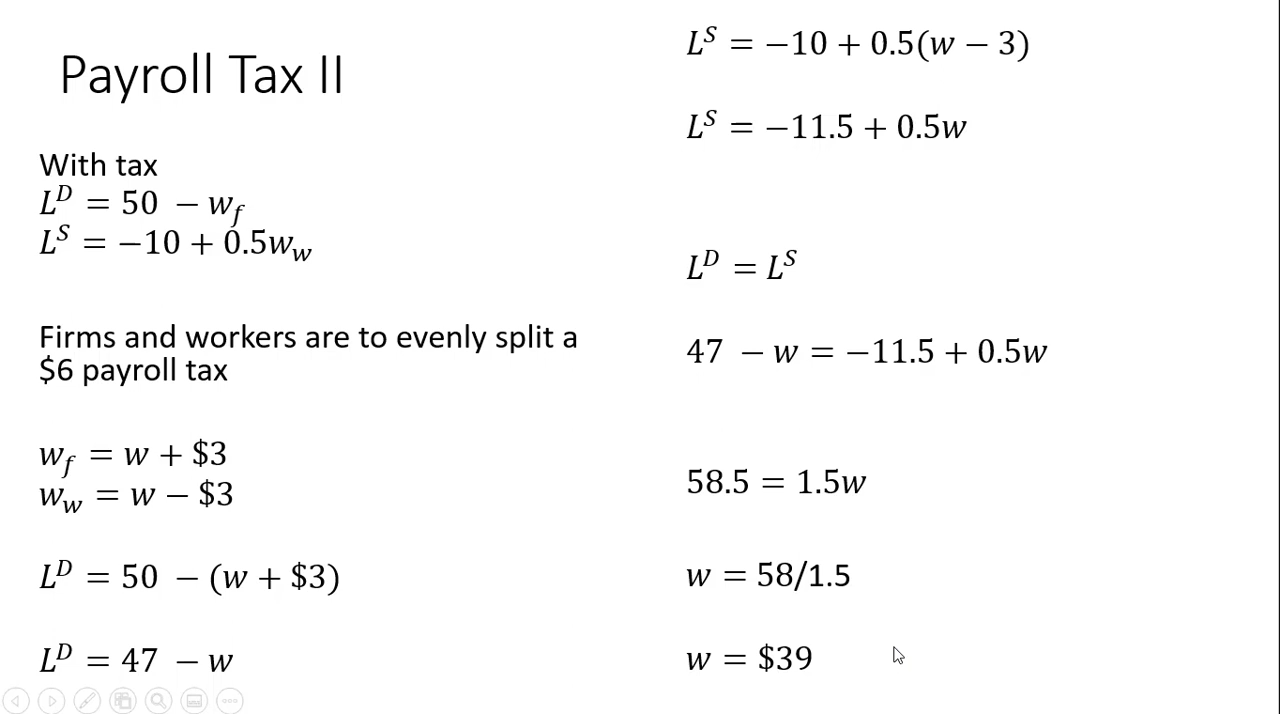 Payroll Tax II
With tax
L^D = 50 − w_f
L^S = −10 + 0.5w_w
Firms and workers are to evenly split a
$6 payroll tax
w_f = w + $3
w_w = w − $3
L^D = 50 − (w + $3)
L^D = 47 − w
L^S = −10 + 0.5(w − 3)
L^S = −11.5 + 0.5w
L^D = L^S
47 − w = −11.5 + 0.5w
58.5 = 1.5w
w = 58/1.5
w = $39